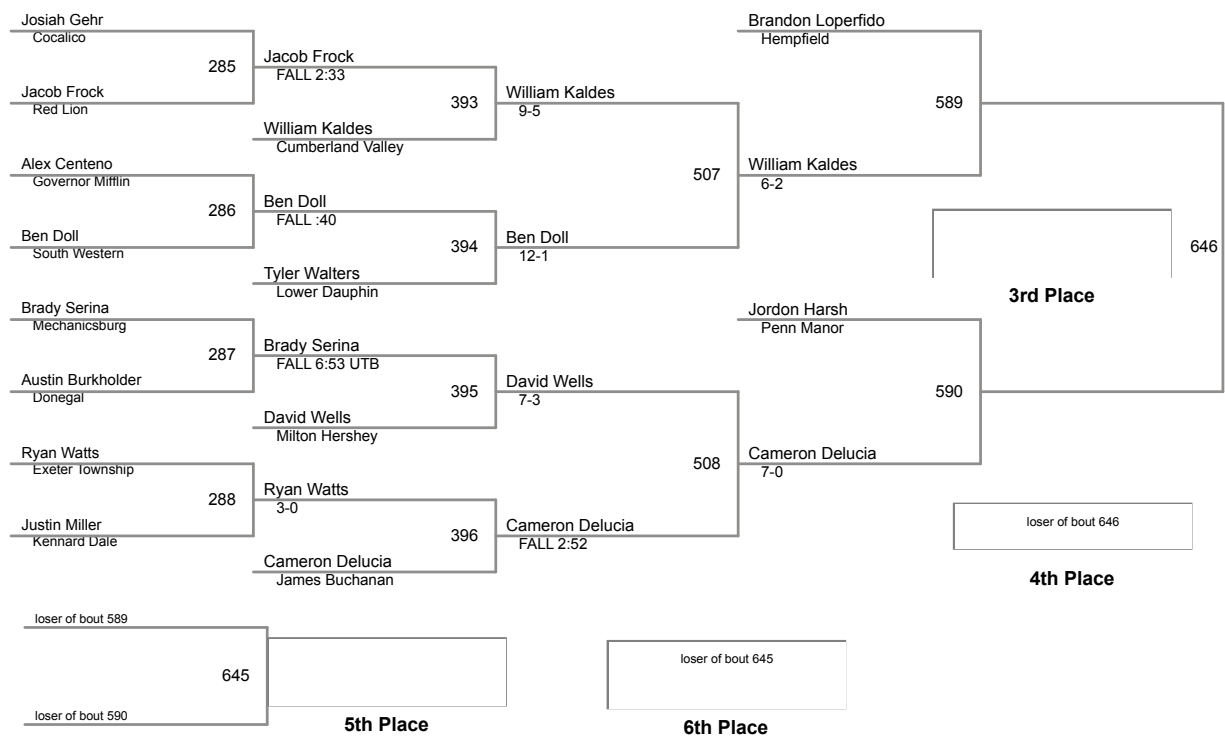 Josiah Gehr
Cocalico
285
Jacob Frock
Red Lion
Alex Centeno
Governor Mifflin
286
Ben Doll
South Western
Brady Serina
Mechanicsburg
287
Austin Burkholder
Donegal
Ryan Watts
Exeter Township
288
Justin Miller
Kennard Dale
Jacob Frock
FALL 2:33
393
William Kaldes
Cumberland Valley
Ben Doll
FALL :40
394
Tyler Walters
Lower Dauphin
Brady Serina
FALL 6:53 UTB
395
David Wells
Milton Hershey
Ryan Watts
3-0
396
Cameron Delucia
James Buchanan
William Kaldes
9-5
507
Ben Doll
12-1
David Wells
7-3
508
Cameron Delucia
FALL 2:52
Brandon Loperfido
Hempfield
589
William Kaldes
6-2
Jordon Harsh
Penn Manor
590
Cameron Delucia
7-0
646
3rd Place
loser of bout 646
4th Place
loser of bout 589
645
loser of bout 590
5th Place
loser of bout 645
6th Place